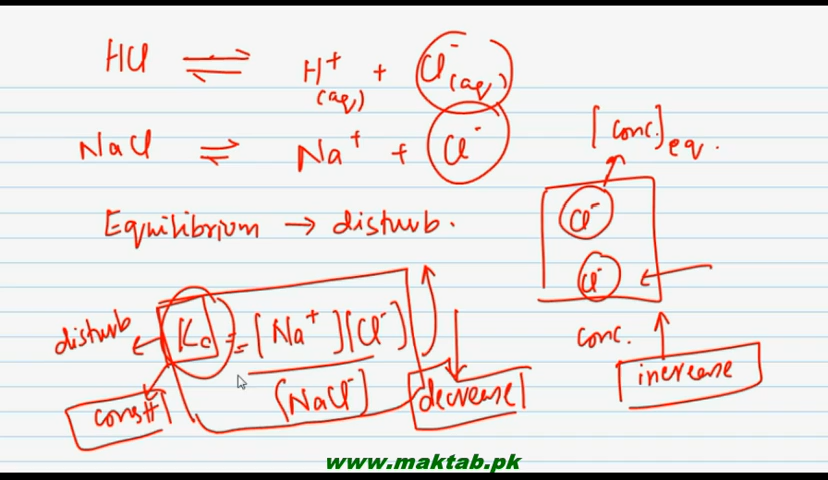 HCl ⇌ H⁺(aq) + Cl⁻(aq)
NaCl ⇌ Na⁺ + Cl⁻
[conc.]eq.
Equilibrium → disturb.
Cl⁻
Cl⁻
disturb ← Kc = [Na⁺][Cl⁻]
[NaCl]
const
decrease
conc.
increase
www.maktab.pk